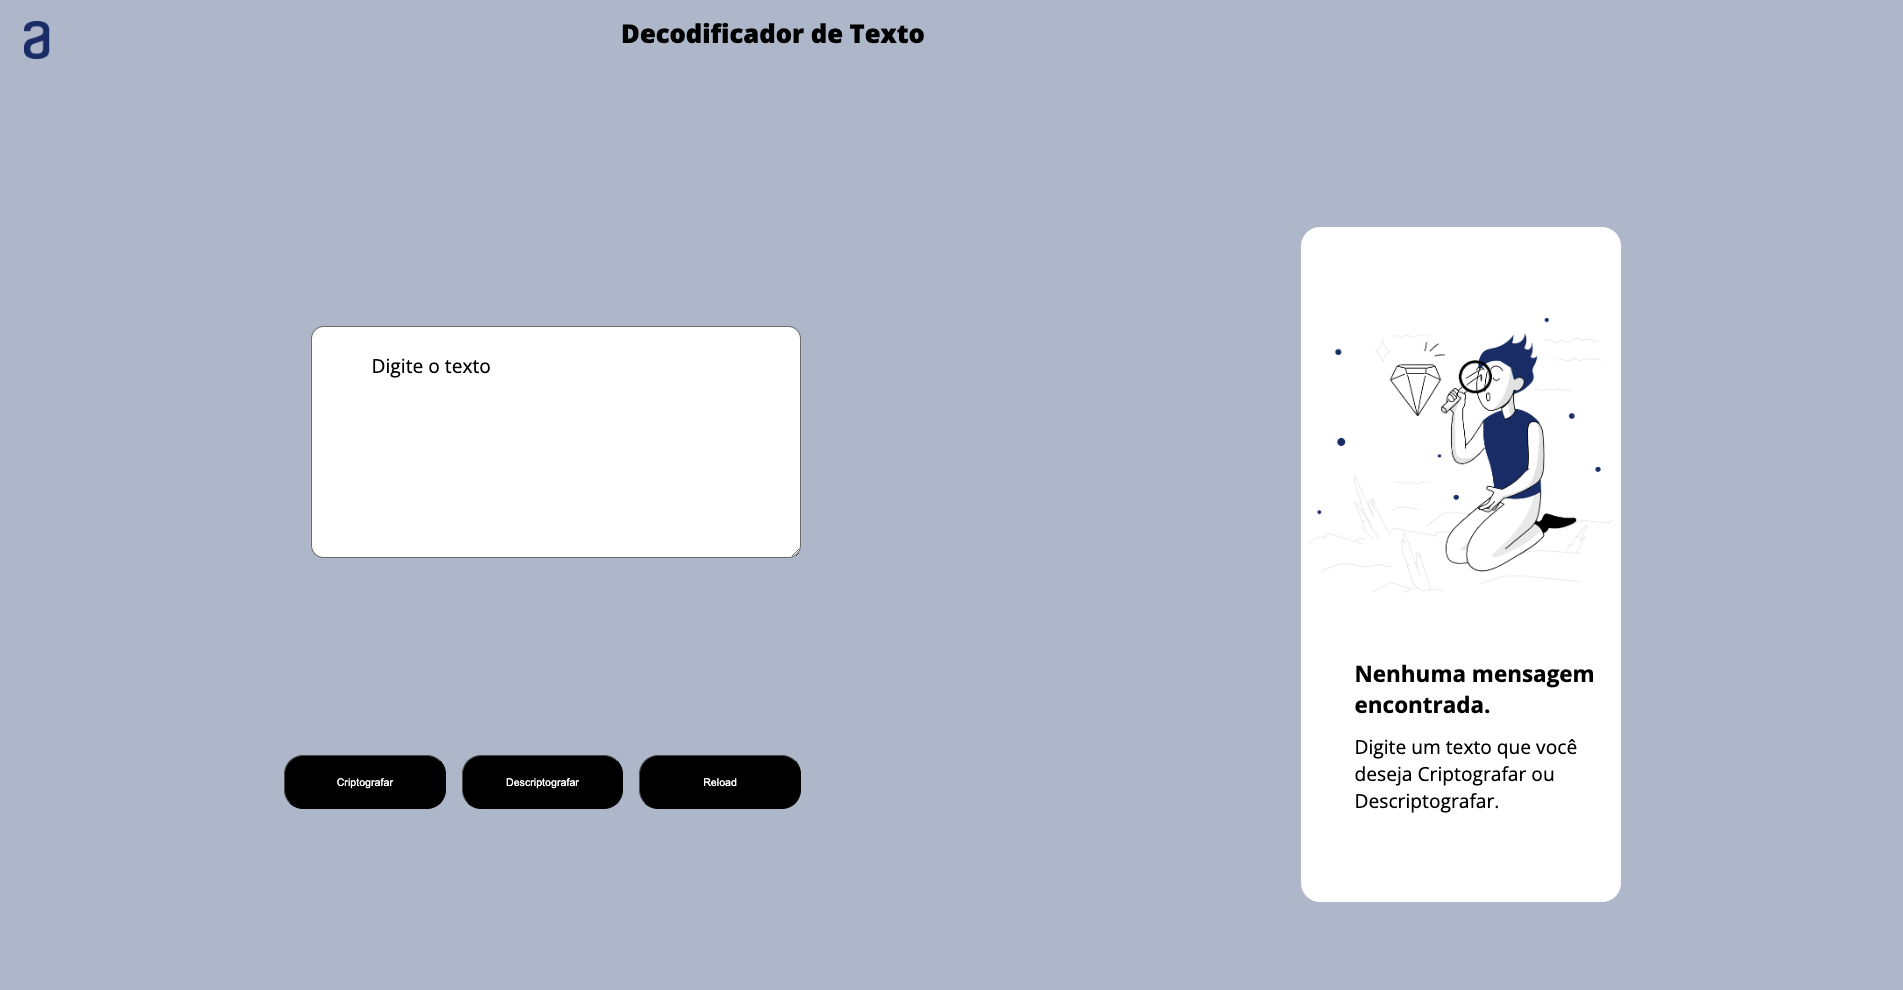 a
Decodificador de Texto
Digite o texto
Criptografar
Descriptografar
Reload
Nenhuma mensagem
encontrada.
Digite um texto que você
deseja Criptografar ou
Descriptografar.